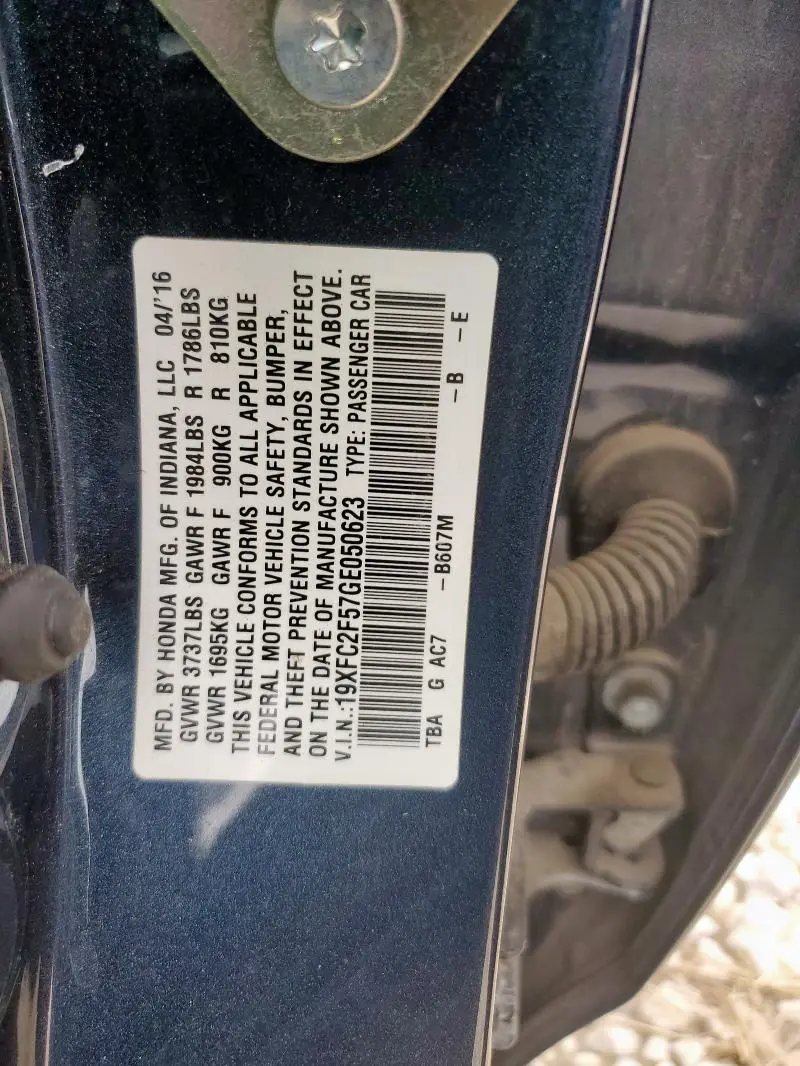 MFD. BY HONDA MFG. OF INDIANA, LLC 04/'16
GVWR 3737LBS GAWR F 1984LBS R 1786LBS
GVWR 1695KG GAWR F 900KG R 810KG
THIS VEHICLE CONFORMS TO ALL APPLICABLE
FEDERAL MOTOR VEHICLE SAFETY, BUMPER,
AND THEFT PREVENTION STANDARDS IN EFFECT
ON THE DATE OF MANUFACTURE SHOWN ABOVE.
V.I.N.:19XFC2F57GE050623 TYPE: PASSENGER CAR
TBA G AC7 -B607M -B -E